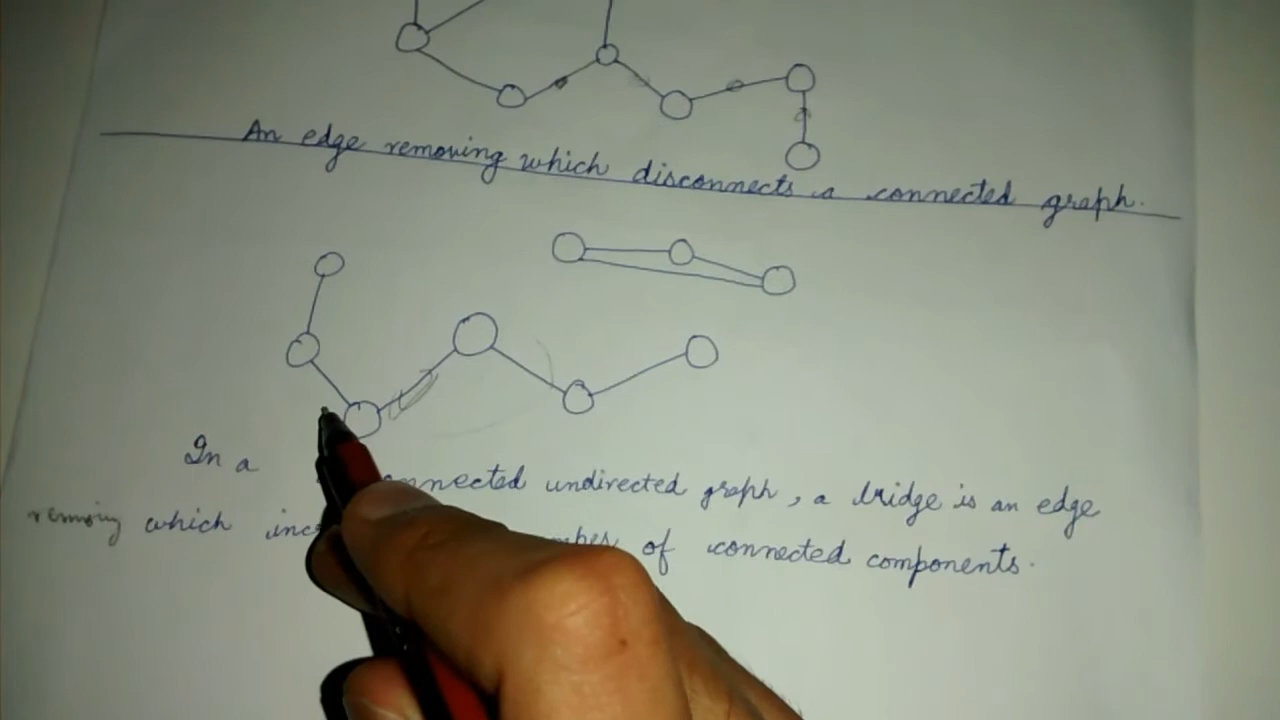 An edge removing which disconnects a connected graph.
In a connected undirected graph, a bridge is an edge
removing which of connected components.